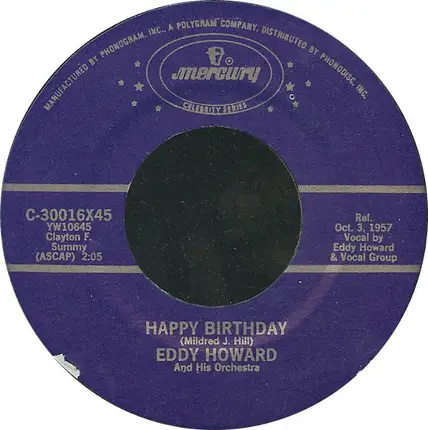 MANUFACTURED BY PHONOGRAM, INC., A POLYGRAM COMPANY. DISTRIBUTED BY PHONODISC, INC.
mercury
CELEBRITY SERIES
C-30016X45
YW10645
Clayton F.
Summy
(ASCAP) 2:05
Rel.
Oct. 3, 1957
Vocal by
Eddy Howard
& Vocal Group
HAPPY BIRTHDAY
(Mildred J. Hill)
EDDY HOWARD
And His Orchestra